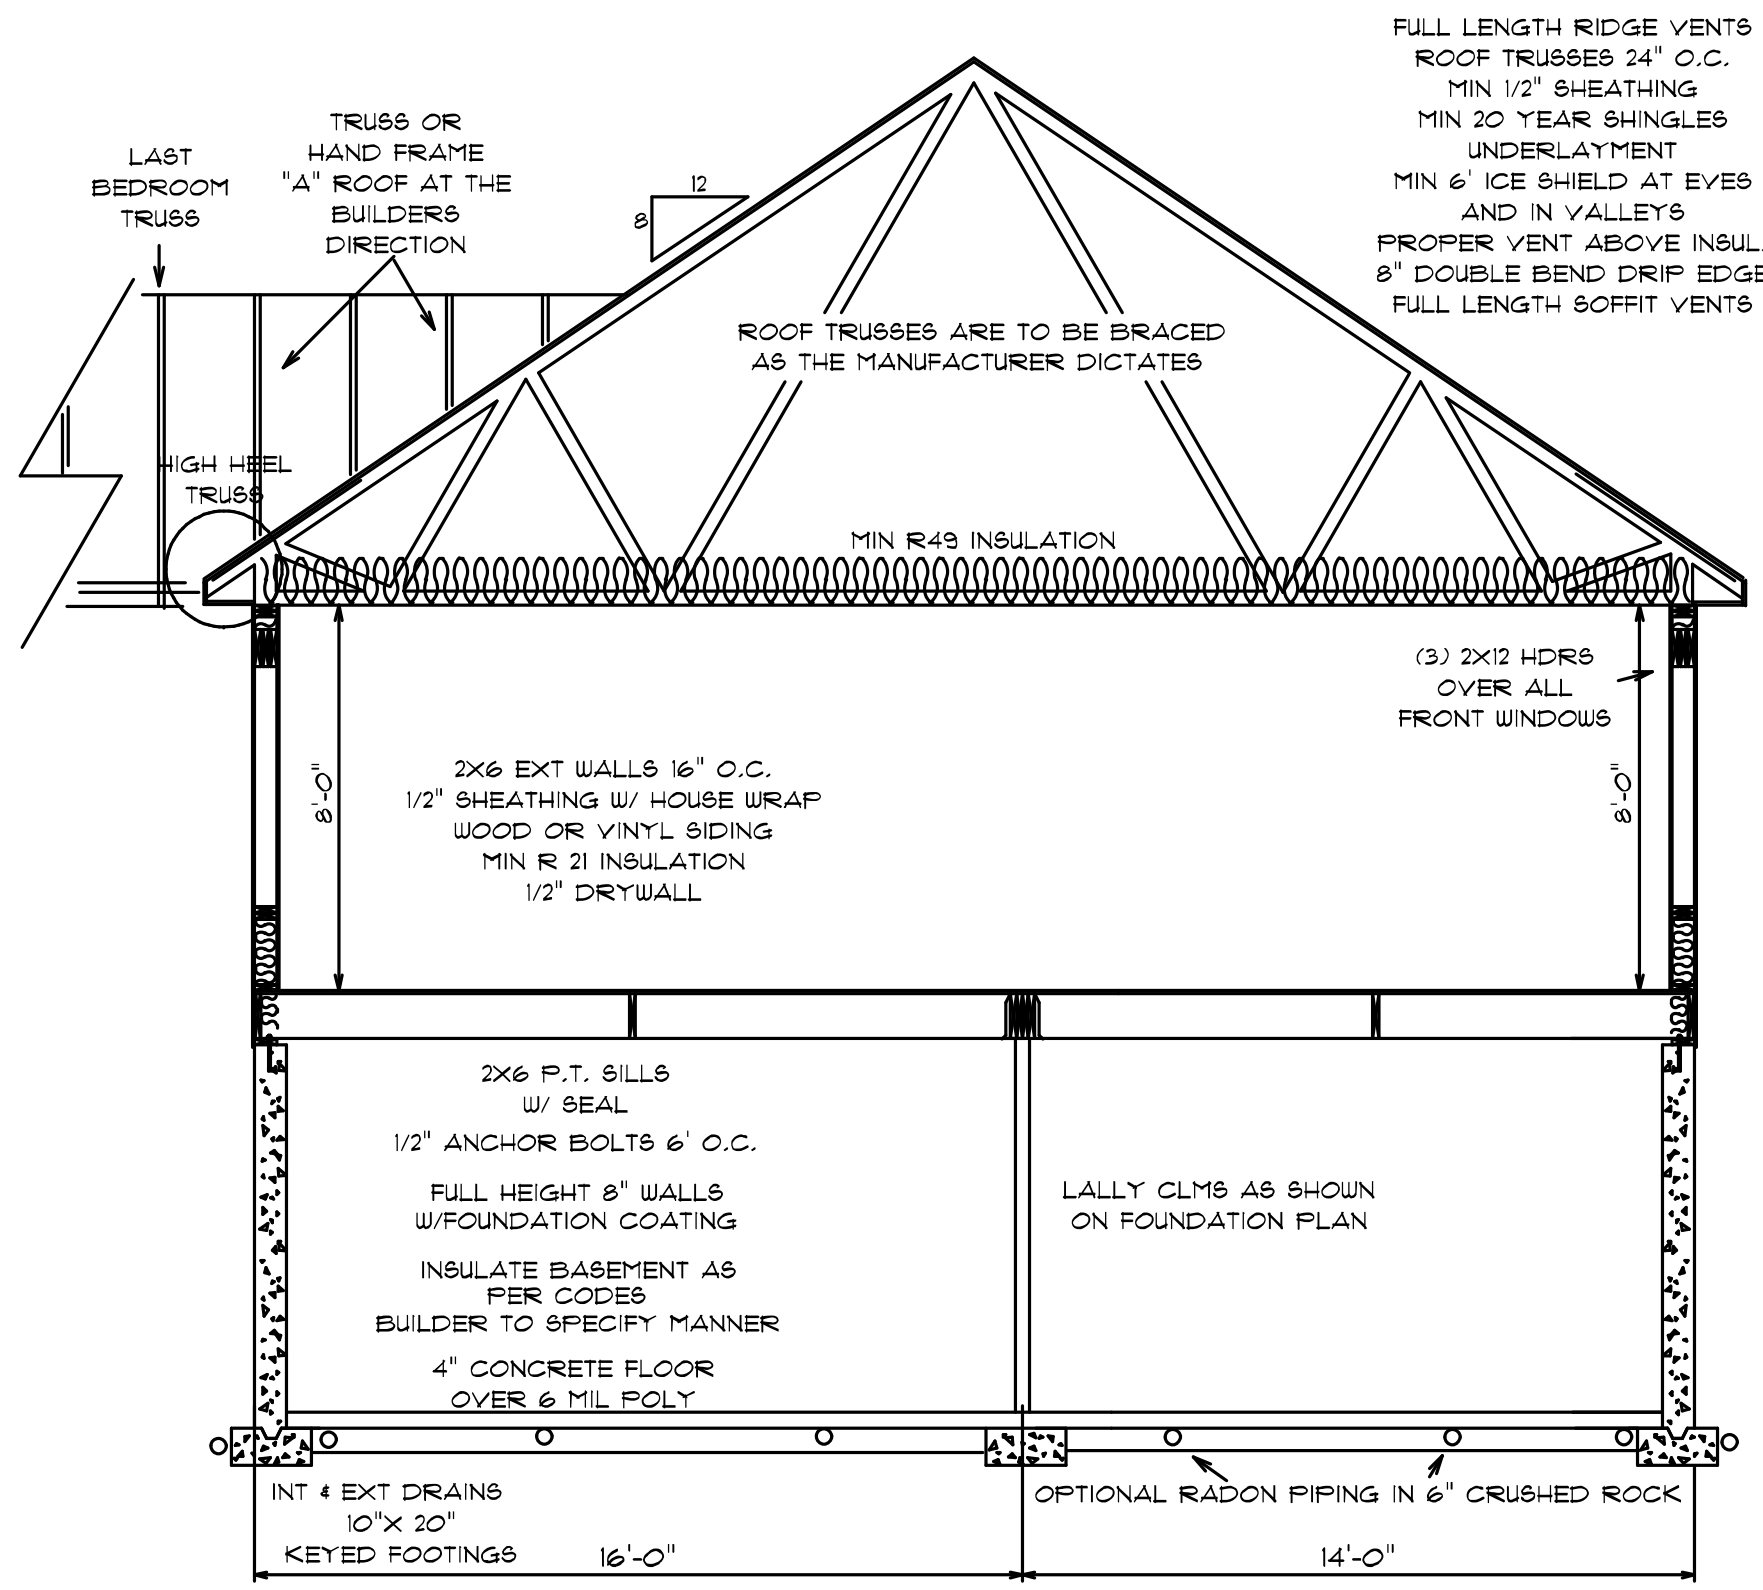 FULL LENGTH RIDGE VENTS
ROOF TRUSSES 24" O.C.
MIN 1/2" SHEATHING
MIN 20 YEAR SHINGLES
UNDERLAYMENT
MIN 6' ICE SHIELD AT EVES
AND IN VALLEYS
PROPER VENT ABOVE INSUL.
8" DOUBLE BEND DRIP EDGE
FULL LENGTH SOFFIT VENTS
TRUSS OR
HAND FRAME
"A" ROOF AT THE
BUILDERS
DIRECTION
LAST
BEDROOM
TRUSS
12
8
ROOF TRUSSES ARE TO BE BRACED
AS THE MANUFACTURER DICTATES
HIGH HEEL
TRUSS
MIN R49 INSULATION
(3) 2X12 HDRS
OVER ALL
FRONT WINDOWS
8'-0"
8'-0"
2X6 EXT WALLS 16" O.C.
1/2" SHEATHING W/ HOUSE WRAP
WOOD OR VINYL SIDING
MIN R 21 INSULATION
1/2" DRYWALL
2X6 P.T. SILLS
W/ SEAL
1/2" ANCHOR BOLTS 6' O.C.
FULL HEIGHT 8" WALLS
W/FOUNDATION COATING
INSULATE BASEMENT AS
PER CODES
BUILDER TO SPECIFY MANNER
4" CONCRETE FLOOR
OVER 6 MIL POLY
LALLY CLMS AS SHOWN
ON FOUNDATION PLAN
INT & EXT DRAINS
10"X 20"
KEYED FOOTINGS
OPTIONAL RADON PIPING IN 6" CRUSHED ROCK
16'-0"
14'-0"